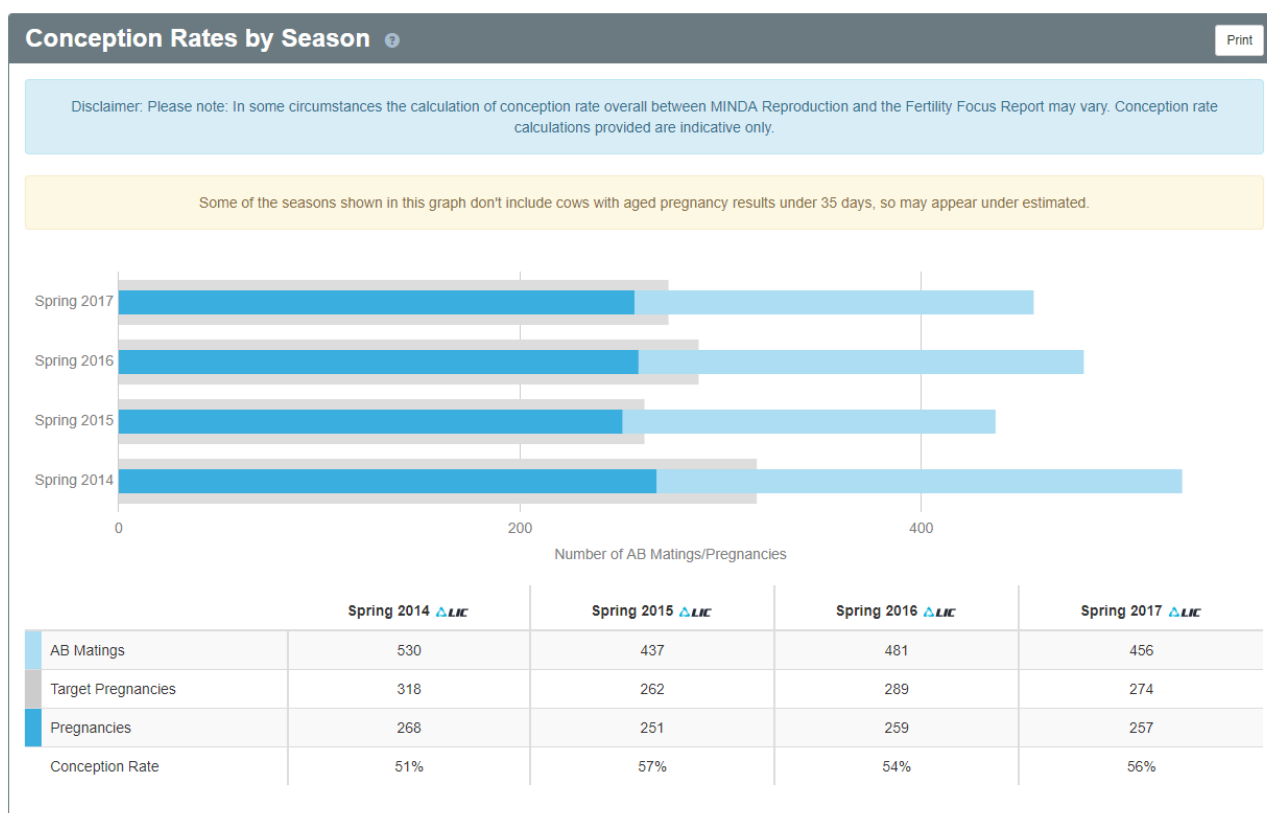 Conception Rates by Season ?
Print
Disclaimer: Please note: In some circumstances the calculation of conception rate overall between MINDA Reproduction and the Fertility Focus Report may vary. Conception rate
calculations provided are indicative only.
Some of the seasons shown in this graph don't include cows with aged pregnancy results under 35 days, so may appear under estimated.
Spring 2017
Spring 2016
Spring 2015
Spring 2014
0 200 400
Number of AB Matings/Pregnancies
Spring 2014 LIC Spring 2015 LIC Spring 2016 LIC Spring 2017 LIC
AB Matings 530 437 481 456
Target Pregnancies 318 262 289 274
Pregnancies 268 251 259 257
Conception Rate 51% 57% 54% 56%